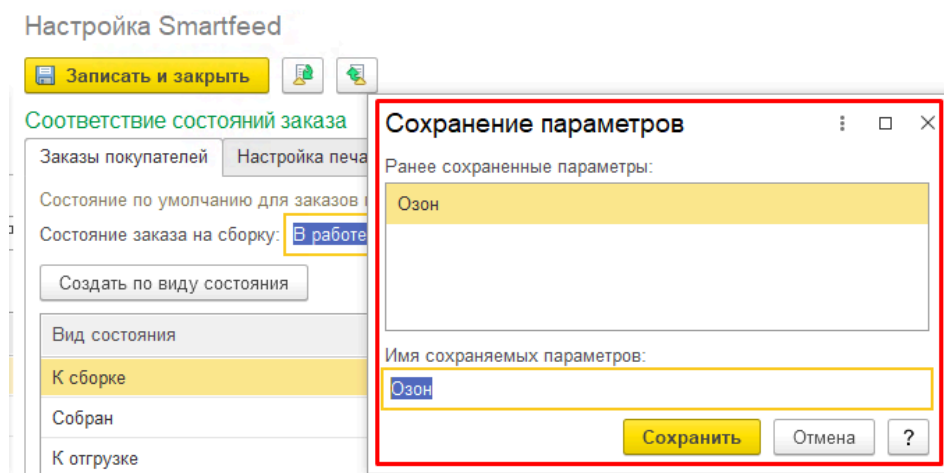 Настройка Smartfeed
Записать и закрыть
Соответствие состояний заказа
Заказы покупателей
Настройка печа
Состояние по умолчанию для заказов
Состояние заказа на сборку: В работе
Создать по виду состояния
Вид состояния
К сборке
Собран
К отгрузке
Сохранение параметров
Ранее сохраненные параметры:
Озон
Имя сохраняемых параметров:
Озон
Сохранить
Отмена
?